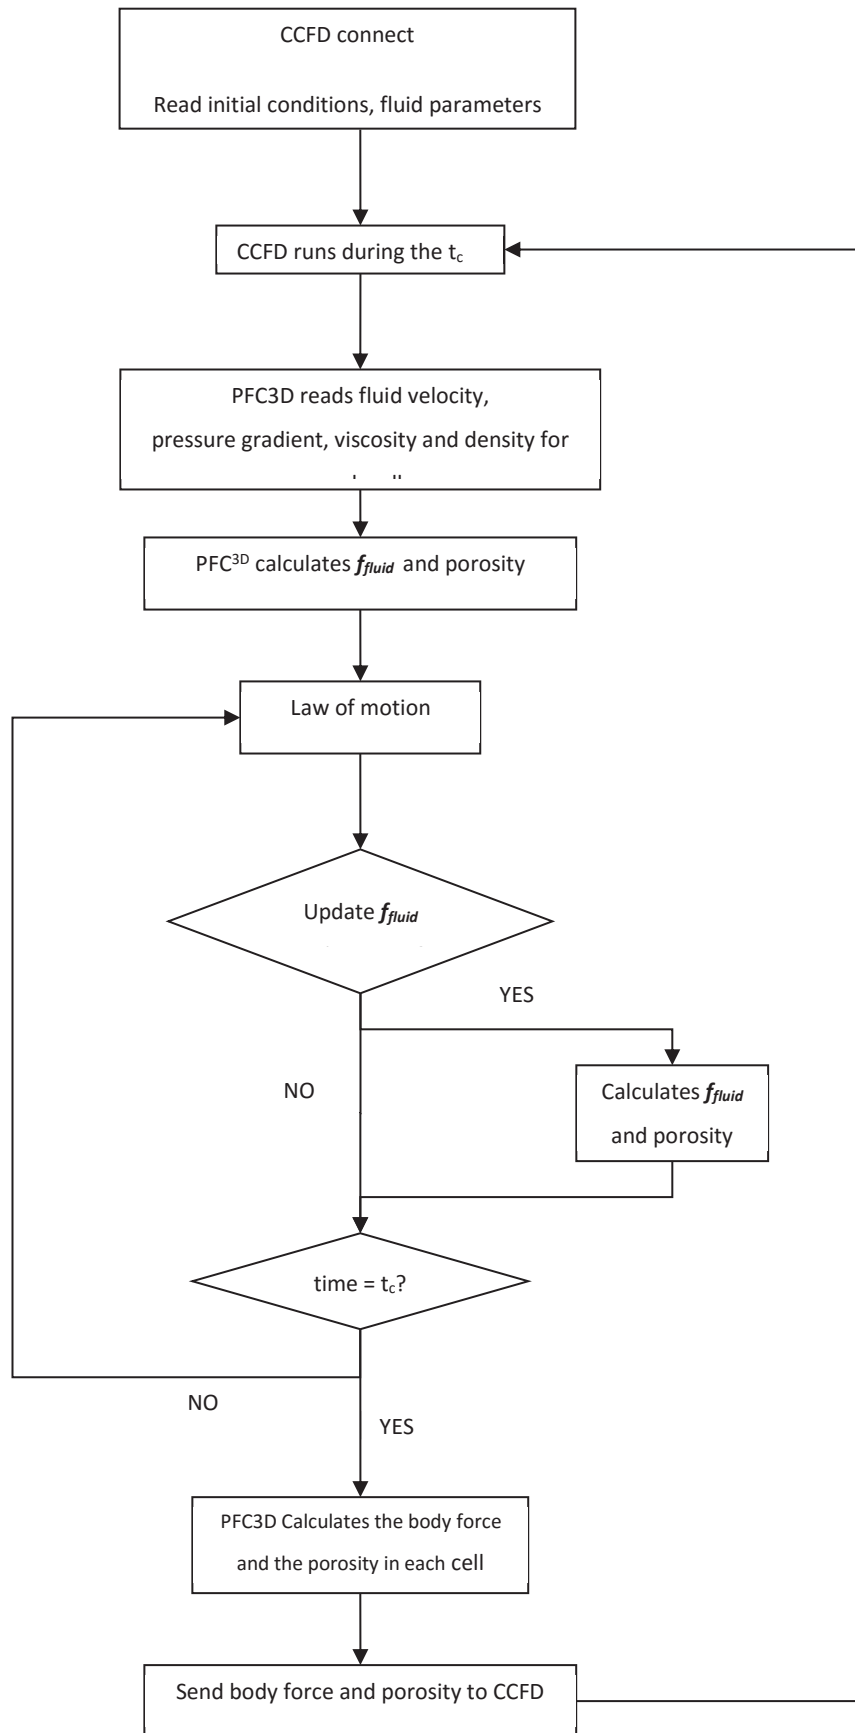 CCFD connect
Read initial conditions, fluid parameters
CCFD runs during the tc
PFC3D reads fluid velocity,
pressure gradient, viscosity and density for
PFC3D calculates ffluid and porosity
Law of motion
Update ffluid
YES
NO
Calculates ffluid
and porosity
time = tc?
NO
YES
PFC3D Calculates the body force
and the porosity in each cell
Send body force and porosity to CCFD